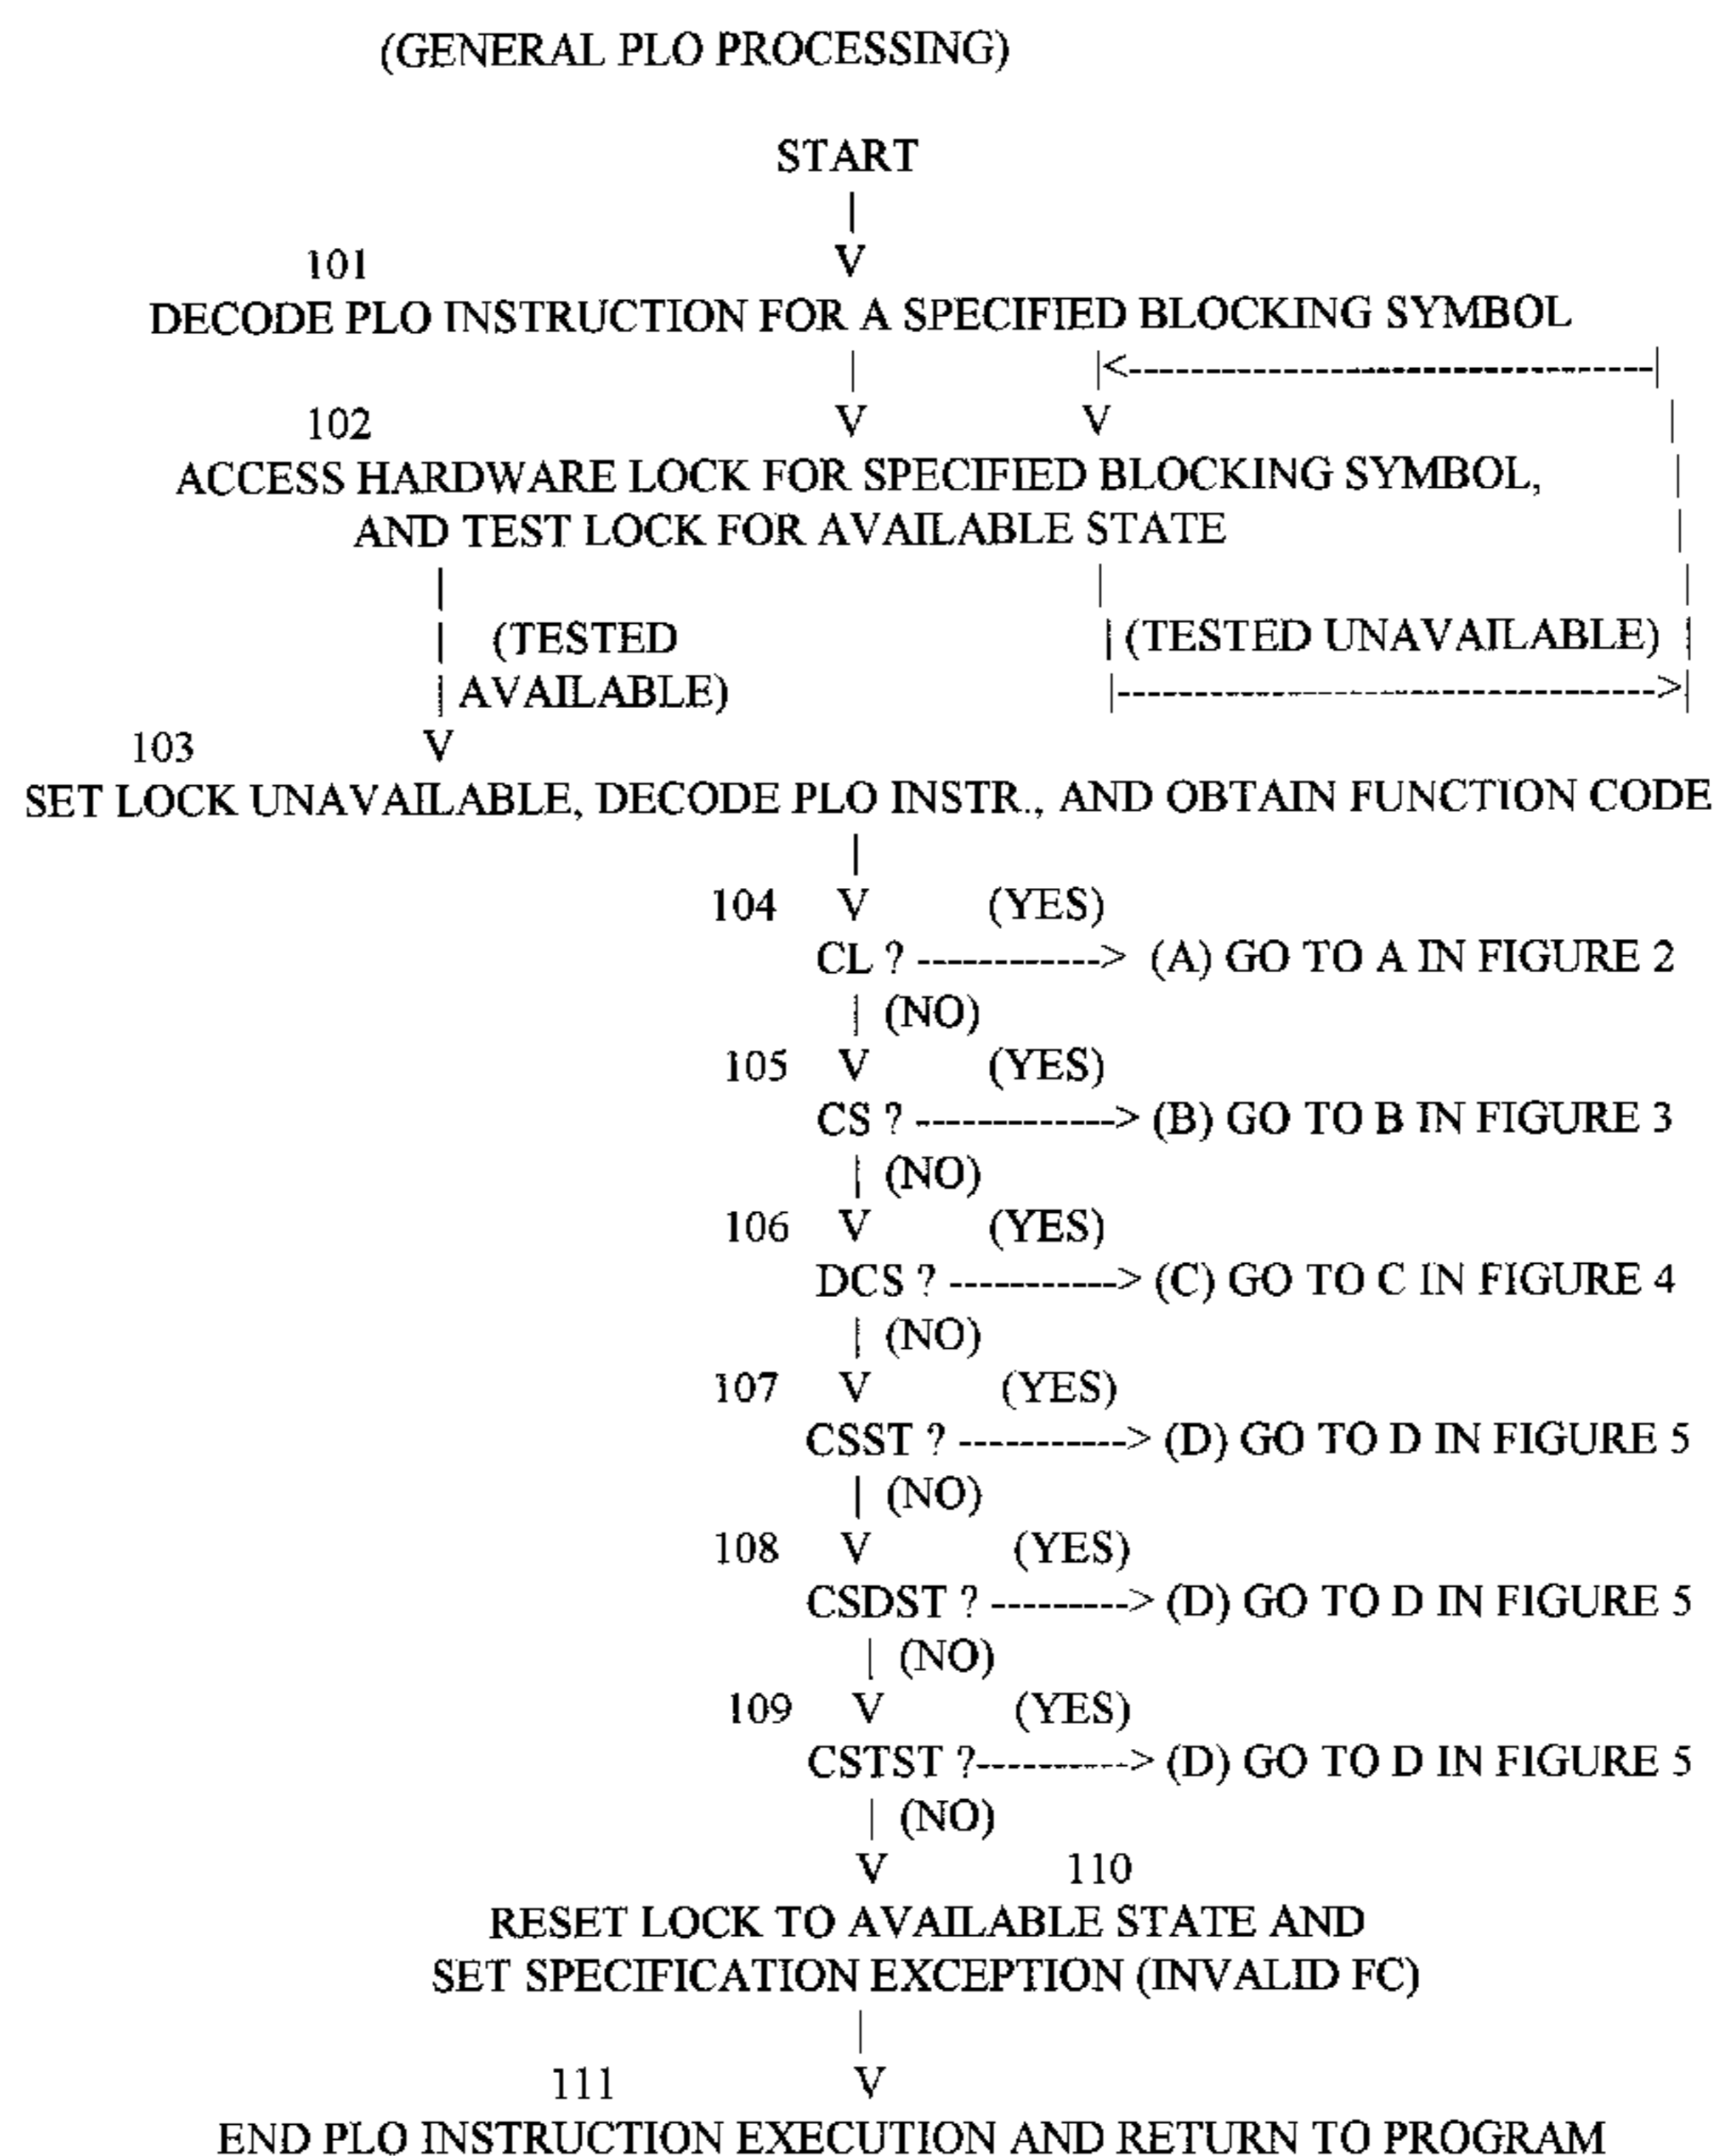 (GENERAL PLO PROCESSING)
START
101
DECODE PLO INSTRUCTION FOR A SPECIFIED BLOCKING SYMBOL
102
ACCESS HARDWARE LOCK FOR SPECIFIED BLOCKING SYMBOL,
AND TEST LOCK FOR AVAILABLE STATE
(TESTED
AVAILABLE)
(TESTED UNAVAILABLE)
103
SET LOCK UNAVAILABLE, DECODE PLO INSTR., AND OBTAIN FUNCTION CODE
104 (YES)
CL ? ------------> (A) GO TO A IN FIGURE 2
(NO)
105 (YES)
CS ? -------------> (B) GO TO B IN FIGURE 3
(NO)
106 (YES)
DCS ? -----------> (C) GO TO C IN FIGURE 4
(NO)
107 (YES)
CSST ? -----------> (D) GO TO D IN FIGURE 5
(NO)
108 (YES)
CSDST ? ---------> (D) GO TO D IN FIGURE 5
(NO)
109 (YES)
CSTST ?----------> (D) GO TO D IN FIGURE 5
(NO)
110
RESET LOCK TO AVAILABLE STATE AND
SET SPECIFICATION EXCEPTION (INVALID FC)
111
END PLO INSTRUCTION EXECUTION AND RETURN TO PROGRAM